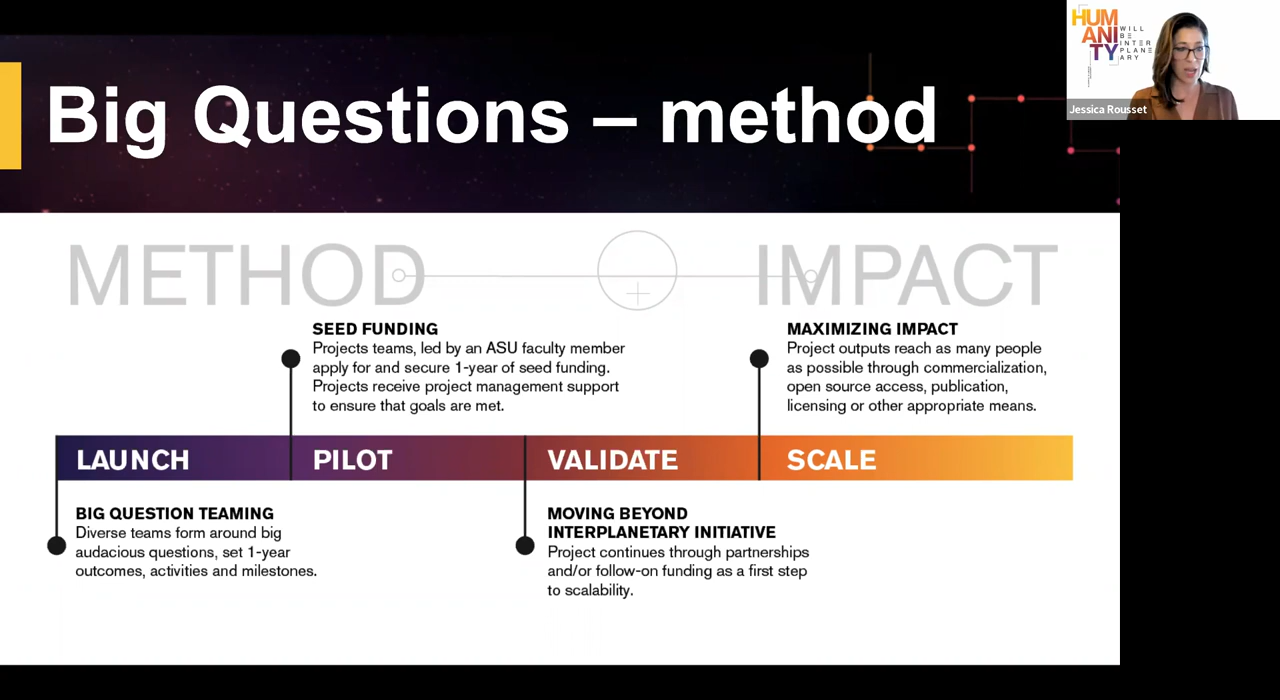 Big Questions – method
HUM
ANI
TY
WILL
BE
INTER
PLANE
ARY
Jessica Rousset
METHOD
IMPACT
SEED FUNDING
Projects teams, led by an ASU faculty member
apply for and secure 1-year of seed funding.
Projects receive project management support
to ensure that goals are met.
MAXIMIZING IMPACT
Project outputs reach as many people
as possible through commercialization,
open source access, publication,
licensing or other appropriate means.
LAUNCH
PILOT
VALIDATE
SCALE
BIG QUESTION TEAMING
Diverse teams form around big
audacious questions, set 1-year
outcomes, activities and milestones.
MOVING BEYOND
INTERPLANETARY INITIATIVE
Project continues through partnerships
and/or follow-on funding as a first step
to scalability.